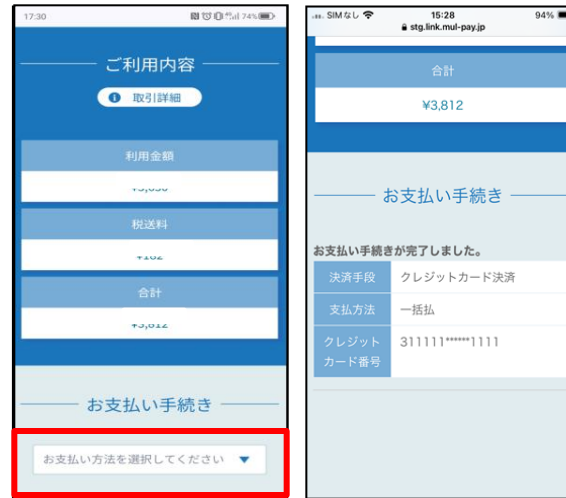 17:30
74%
ご利用内容
取引詳細
利用金額
税送料
合計
お支払い手続き
お支払い方法を選択してください
SIMなし
15:28
94%
stg.link.mul-pay.jp
合計
¥3,812
お支払い手続き
お支払い手続きが完了しました。
決済手段 クレジットカード決済
支払方法 一括払
クレジット
カード番号 311111******1111